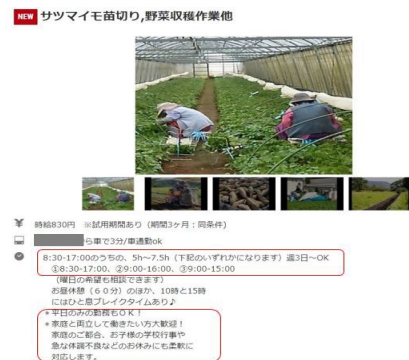 NEW サツマイモ苗切り,野菜収穫作業他
時給830円 ※試用期間あり(期間3ヶ月:同条件)
ら車で3分/車通勤ok
8:30-17:00のうちの、5h~7.5h(下記のいずれかになります)週3日~OK
①8:30-17:00、②9:00-16:00、③9:00-15:00
(曜日の希望も相談できます)
お昼休憩(60分)のほか、10時と15時
にはひと息ブレイクタイムあり♪
*平日のみの勤務もOK!
*家庭と両立して働きたい方大歓迎!
家庭のご都合、お子様の学校行事や
急な体調不良などのお休みにも柔軟に
対応します。